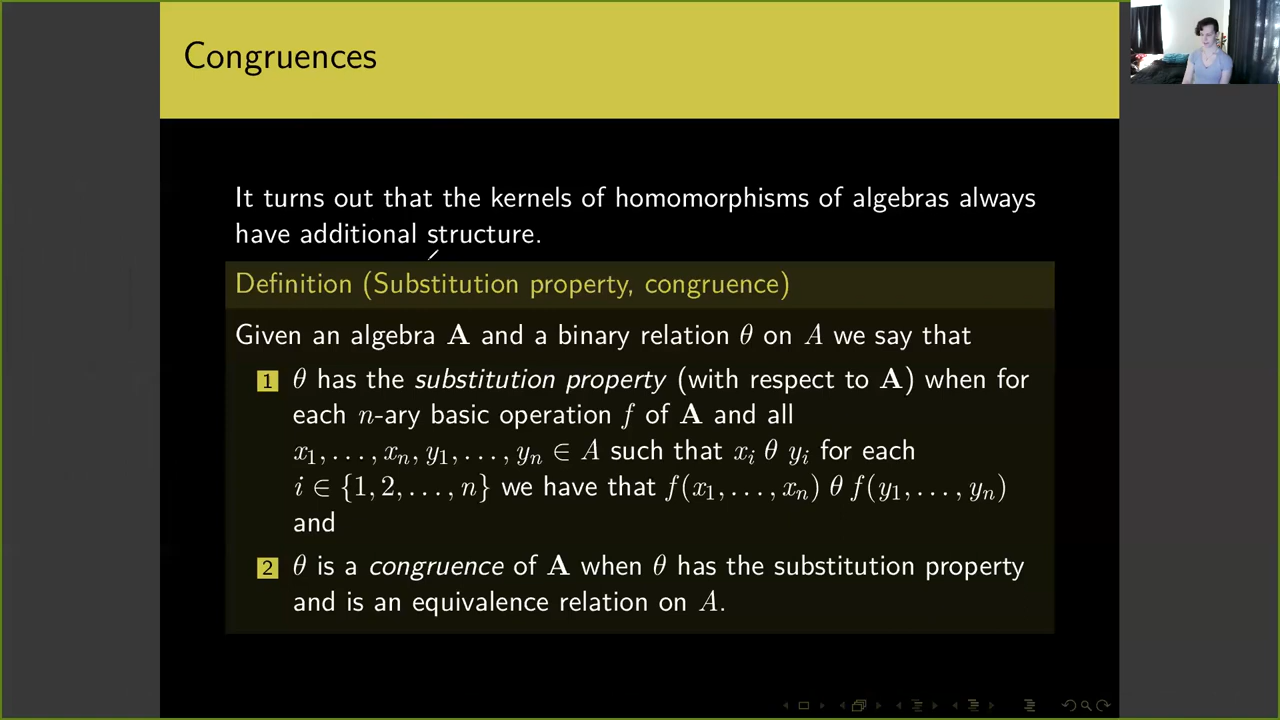 Congruences
It turns out that the kernels of homomorphisms of algebras always
have additional structure.
Definition (Substitution property, congruence)
Given an algebra A and a binary relation θ on A we say that
1 θ has the substitution property (with respect to A) when for
each n-ary basic operation f of A and all
x₁, . . . , xₙ, y₁, . . . , yₙ ∈ A such that xᵢ θ yᵢ for each
i ∈ {1, 2, . . . , n} we have that f(x₁, . . . , xₙ) θ f(y₁, . . . , yₙ)
and
2 θ is a congruence of A when θ has the substitution property
and is an equivalence relation on A.